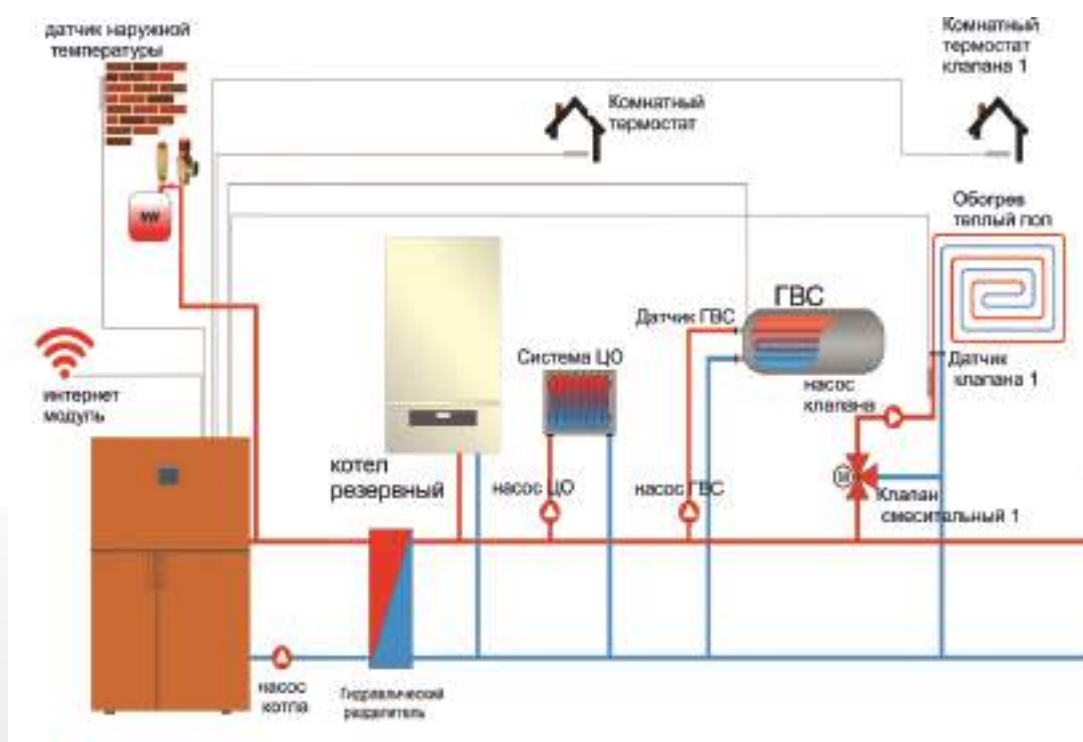 датчик наружной
температуры
Комнатный
термостат
клапана 1
Комнатный
термостат
NW
Обогрев
теплый пол
ГВС
Датчик ГВС
Система ЦО
Датчик
клапана 1
насос
клапана
интернет
модуль
котел
резервный
насос ЦО
насос ГВС
M
Клапан
смесительный 1
насос
котла
Гидравлический
разделитель